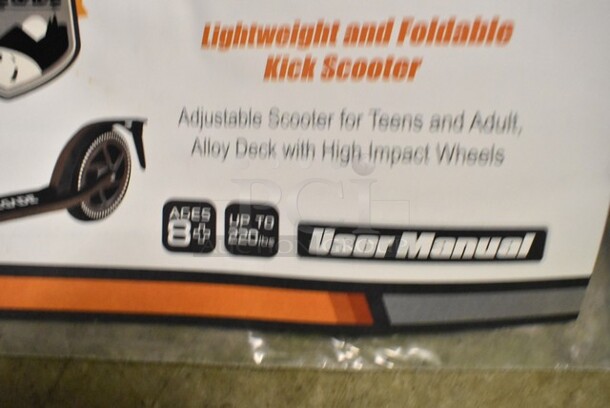 Lightweight and Foldable
Kick Scooter
Adjustable Scooter for Teens and Adult,
Alloy Deck with High Impact Wheels
AGES
8+
UP TO
220lbs
User Manual